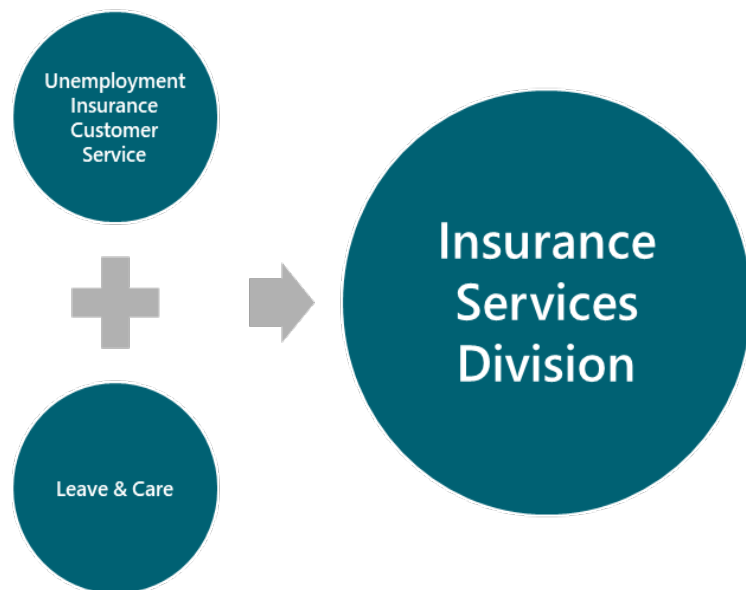 Unemployment
Insurance
Customer
Service
Leave & Care
Insurance
Services
Division